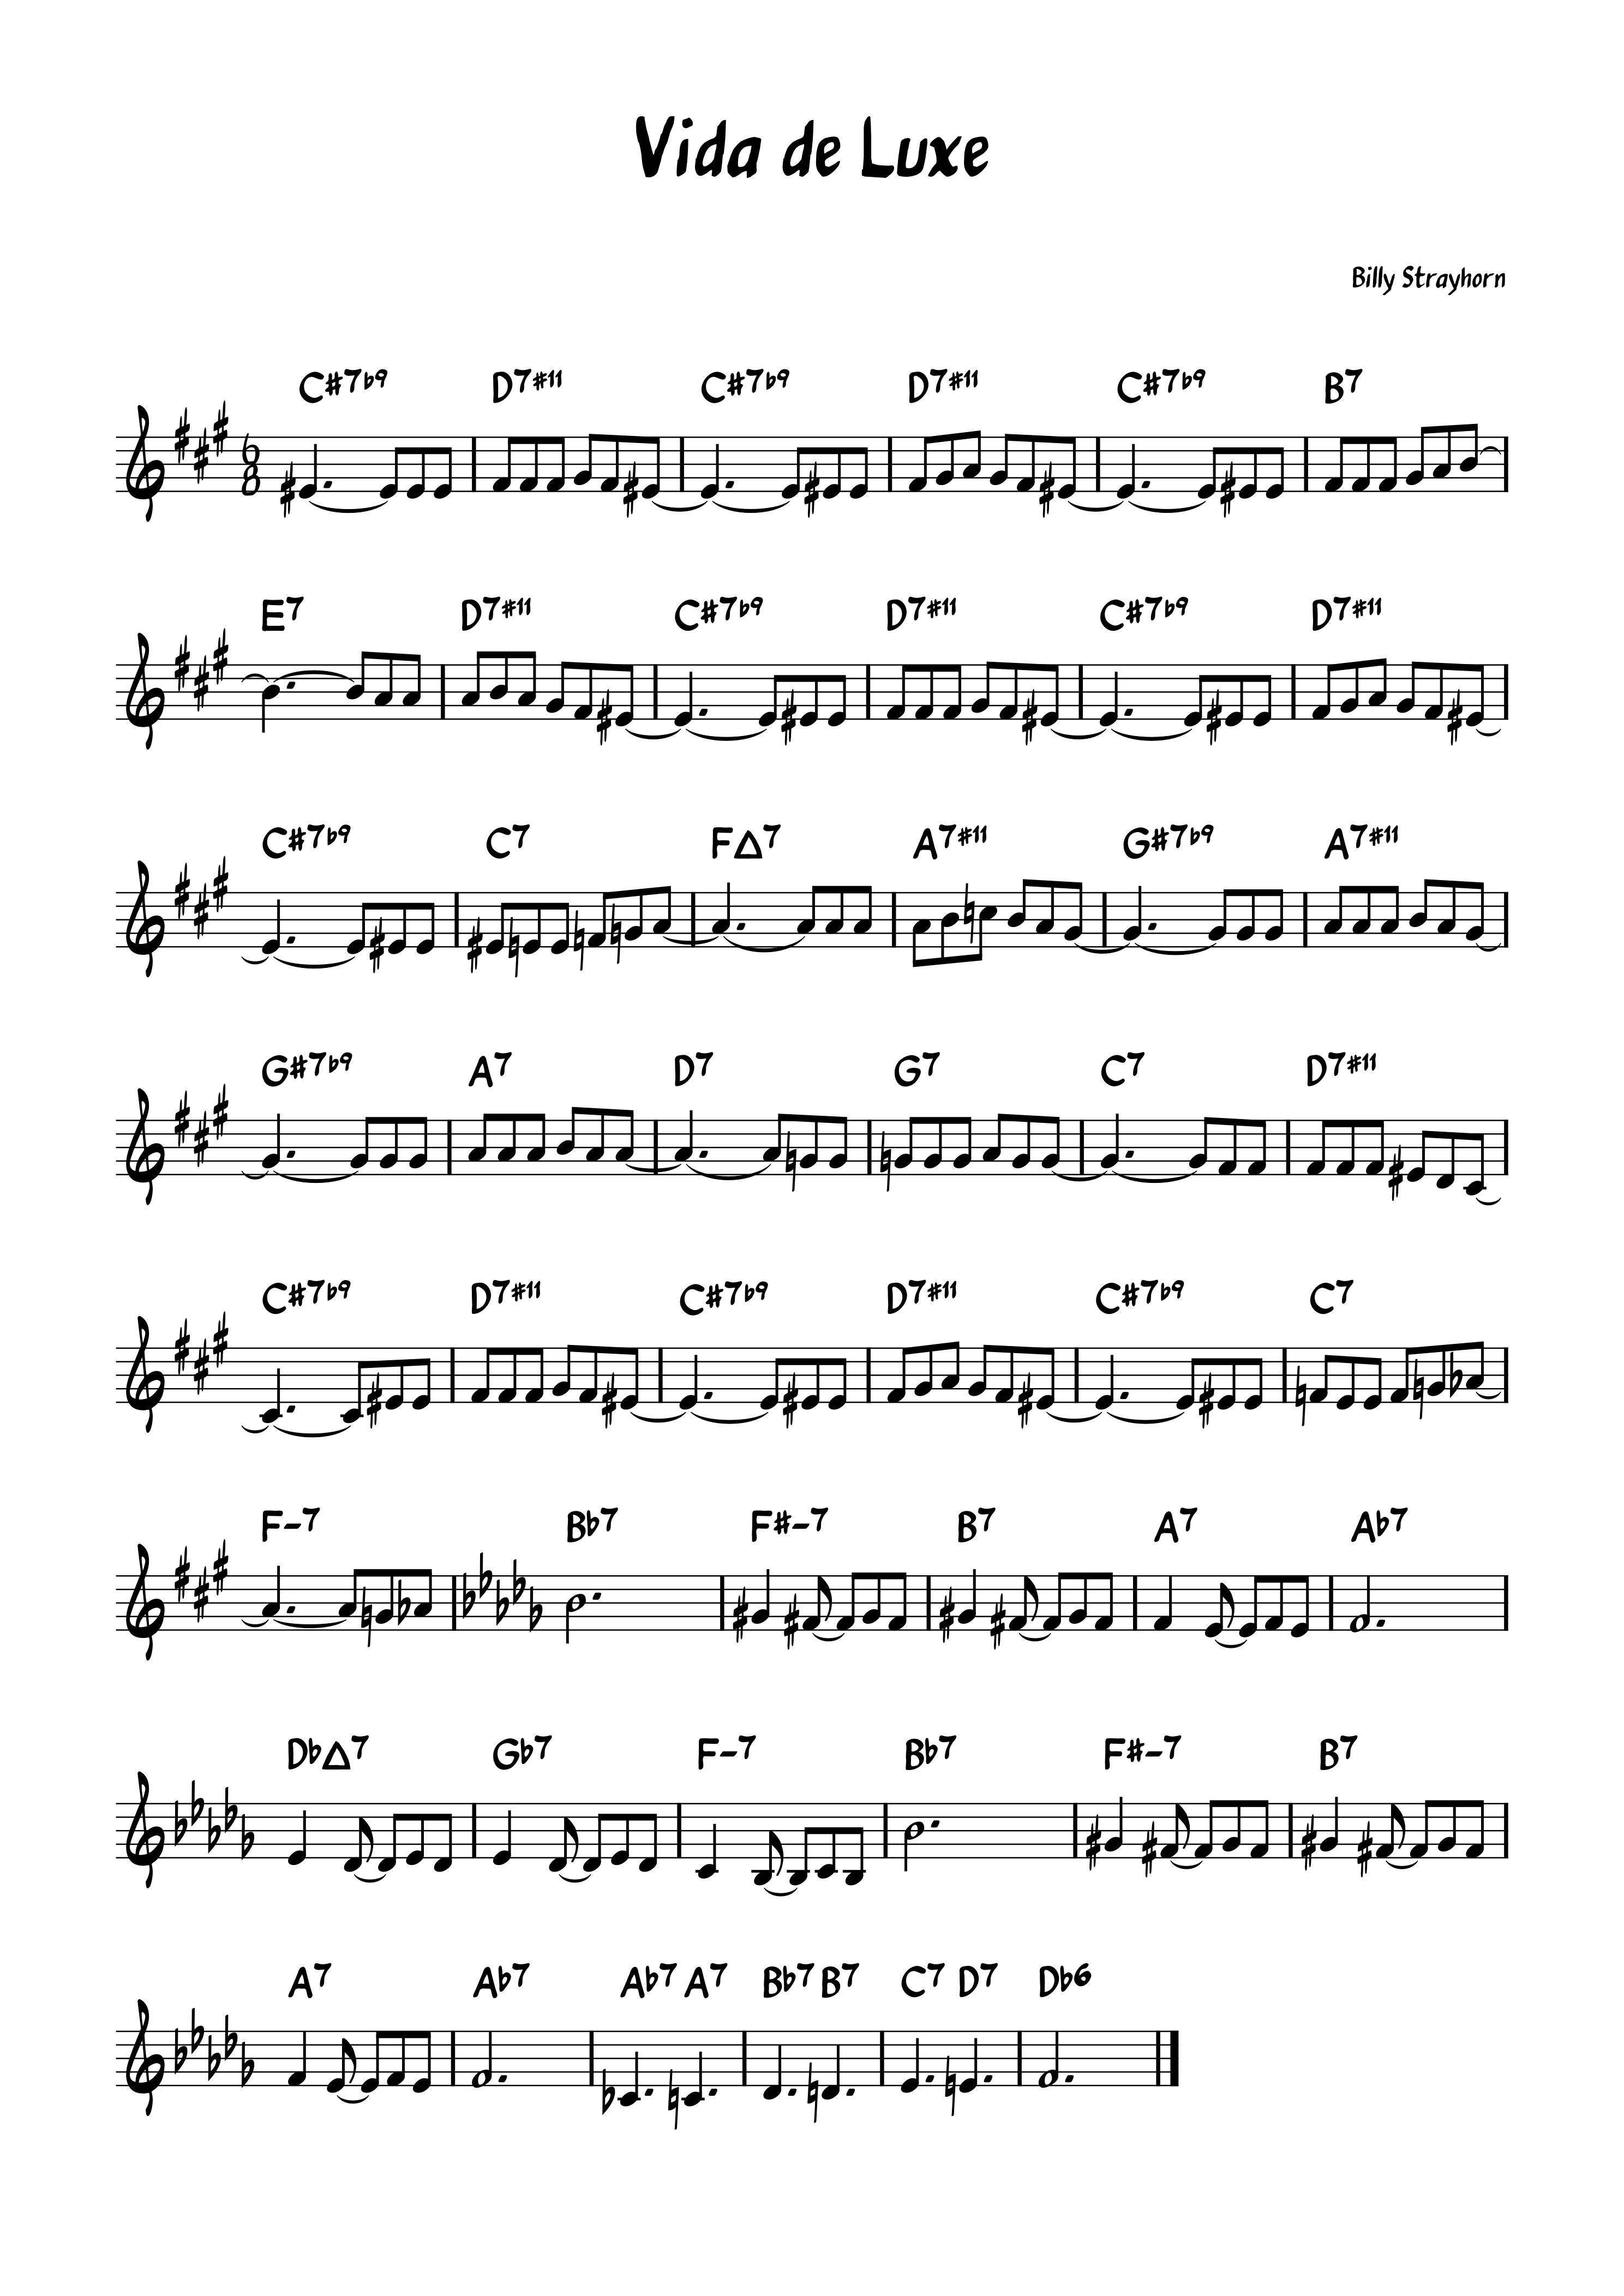 Vida de Luxe
Billy Strayhorn
C#7b9 D7#11 C#7b9 D7#11 C#7b9 B7
6
8
E7 D7#11 C#7b9 D7#11 C#7b9 D7#11
C#7b9 C7 F△7 A7#11 G#7b9 A7#11
G#7b9 A7 D7 G7 C7 D7#11
C#7b9 D7#11 C#7b9 D7#11 C#7b9 C7
F-7 Bb7 F#-7 B7 A7 Ab7
Db△7 Gb7 F-7 Bb7 F#-7 B7
A7 Ab7 Ab7 A7 Bb7 B7 C7 D7 Db6